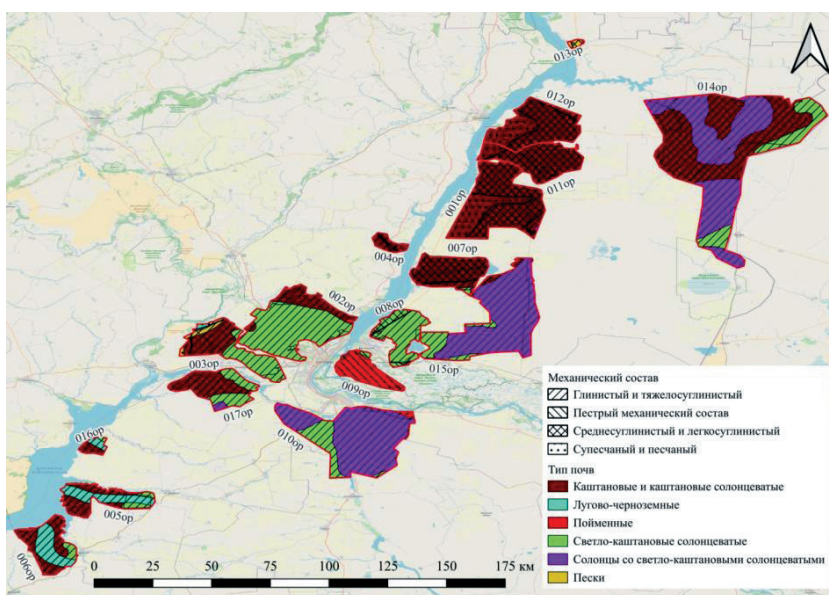 013ор
012ор
014ор
001ор
011ор
004ор
007ор
002ор
008ор
003ор
009ор
015ор
017ор
010ор
016ор
005ор
006ор
0 25 50 75 100 125 150 175 км
Механический состав
Глинистый и тяжелосуглинистый
Пестрый механический состав
Среднесуглинистый и легкосуглинистый
Супесчаный и песчаный
Тип почв
Каштановые и каштановые солонцеватые
Лугово-черноземные
Пойменные
Светло-каштановые солонцеватые
Солонцы со светло-каштановыми солонцеватыми
Пески